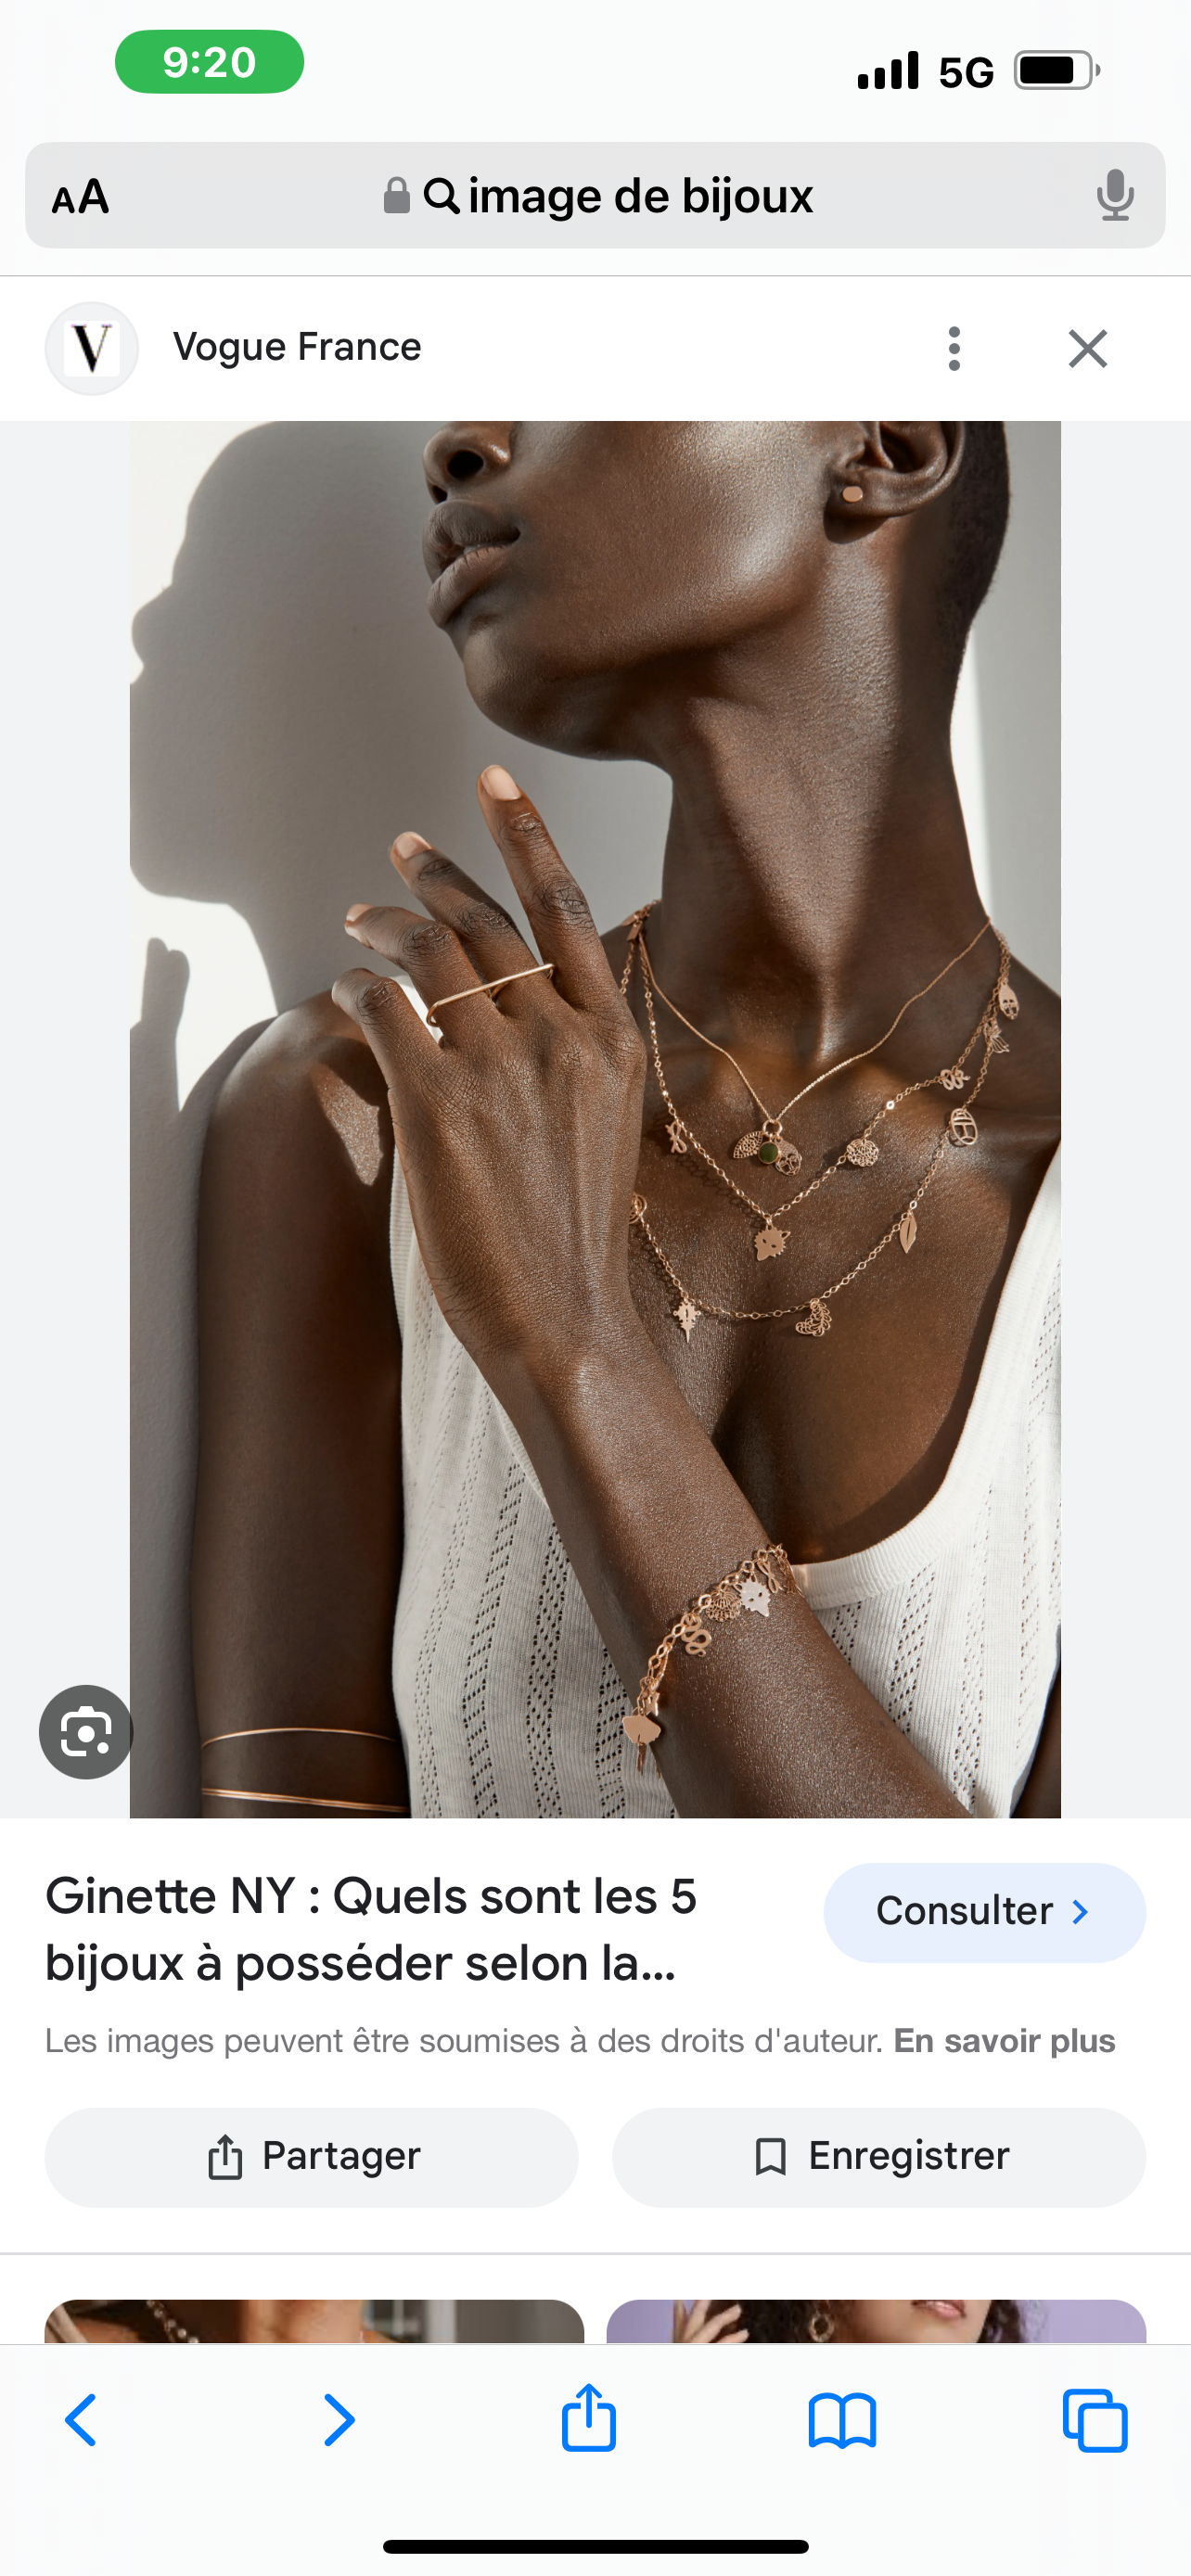 9:20
5G
AA
image de bijoux
V
Vogue France
Ginette NY : Quels sont les 5
bijoux à posséder selon la...
Consulter
Les images peuvent être soumises à des droits d'auteur. En savoir plus
Partager
Enregistrer